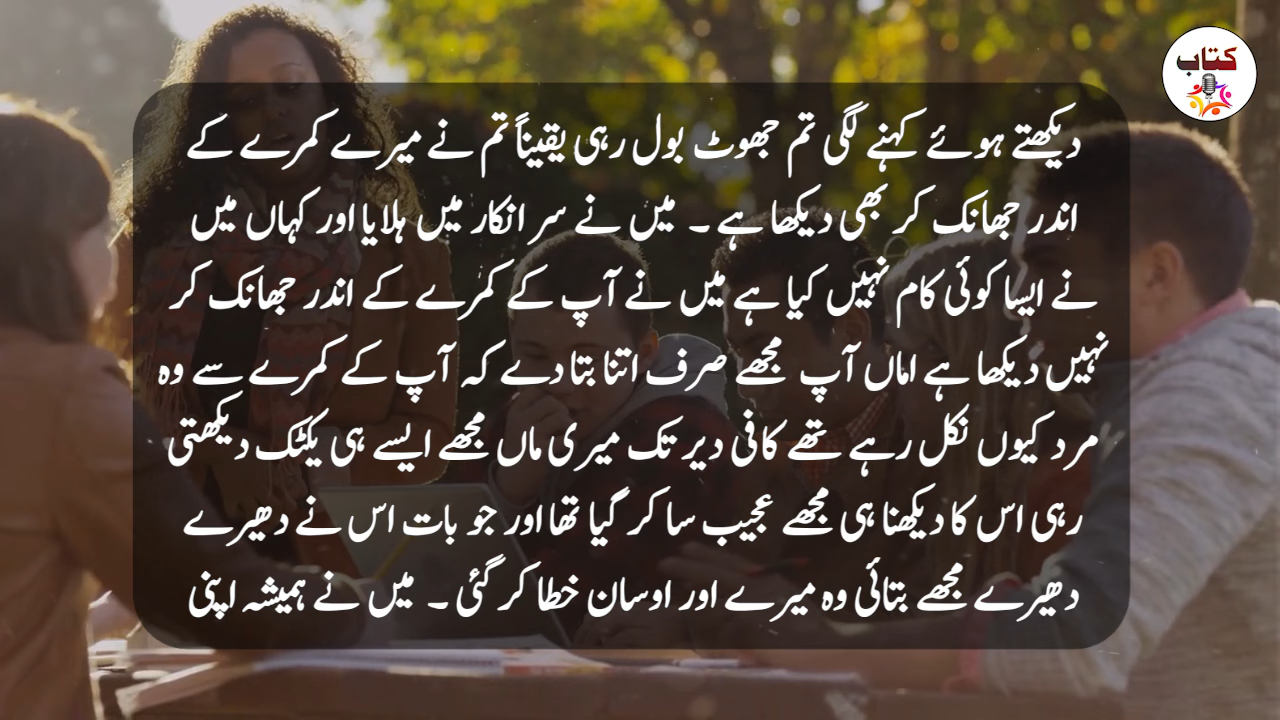 کتاب
دیکھتے ہوئے کہنے لگی تم جھوٹ بول رہی یقیناً تم نے میرے کمرے کے
اندر جھانک کر بھی دیکھا ہے ۔ میں نے سر انکار میں ہلایا اور کہاں میں
نے ایسا کوئی کام نہیں کیا ہے میں نے آپ کے کمرے کے اندر جھانک کر
نہیں دیکھا ہے اماں آپ مجھے صرف اتنا بتا دے کہ آپ کے کمرے سے وہ
مرد کیوں نکل رہے تھے کافی دیر تک میری ماں مجھے ایسے ہی یکٹک دیکھتی
رہی اس کا دیکھنا ہی مجھے عجیب سا کر گیا تھا اور جو بات اس نے دھیرے
دھیرے مجھے بتائی وہ میرے اور اوسان خطا کر گئی ۔ میں نے ہمیشہ اپنی